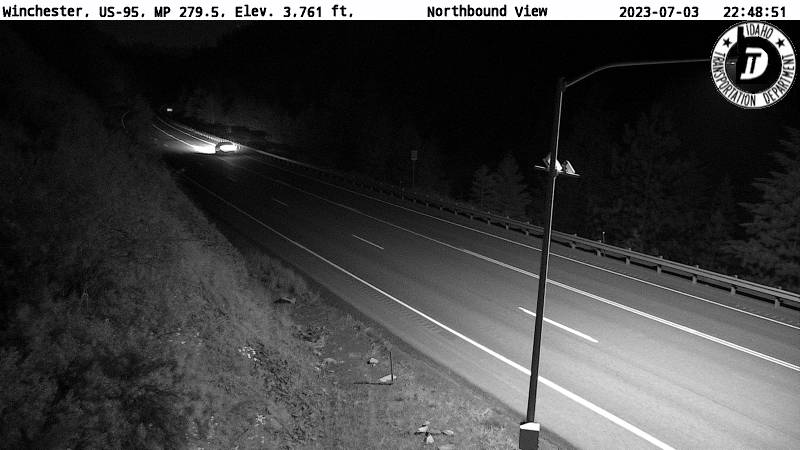 Winchester, US-95, MP 279.5, Elev. 3,761 ft, Northbound View 2023-07-03 22:48:51
IDAHO
TRANSPORTATION DEPARTMENT